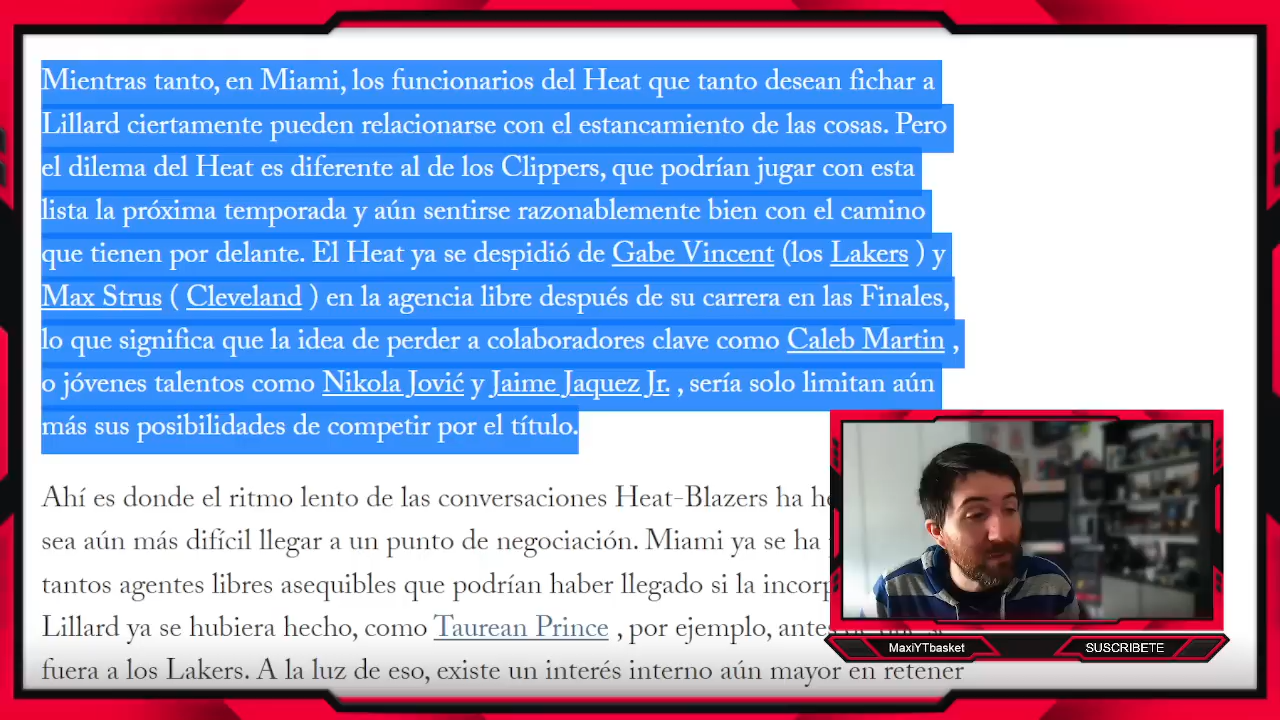 Mientras tanto, en Miami, los funcionarios del Heat que tanto desean fichar a
Lillard ciertamente pueden relacionarse con el estancamiento de las cosas. Pero
el dilema del Heat es diferente al de los Clippers, que podrían jugar con esta
lista la próxima temporada y aún sentirse razonablemente bien con el camino
que tienen por delante. El Heat ya se despidió de Gabe Vincent (los Lakers ) y
Max Strus ( Cleveland ) en la agencia libre después de su carrera en las Finales,
lo que significa que la idea de perder a colaboradores clave como Caleb Martin ,
o jóvenes talentos como Nikola Jović y Jaime Jaquez Jr. , sería solo limitan aún
más sus posibilidades de competir por el título.
Ahí es donde el ritmo lento de las conversaciones Heat-Blazers ha
sea aún más difícil llegar a un punto de negociación. Miami ya se ha
tantos agentes libres asequibles que podrían haber llegado si la
Lillard ya se hubiera hecho, como Taurean Prince , por ejemplo,
fuera a los Lakers. A la luz de eso, existe un interés interno aún mayor en retener
MaxiYTbasket
SUSCRIBETE